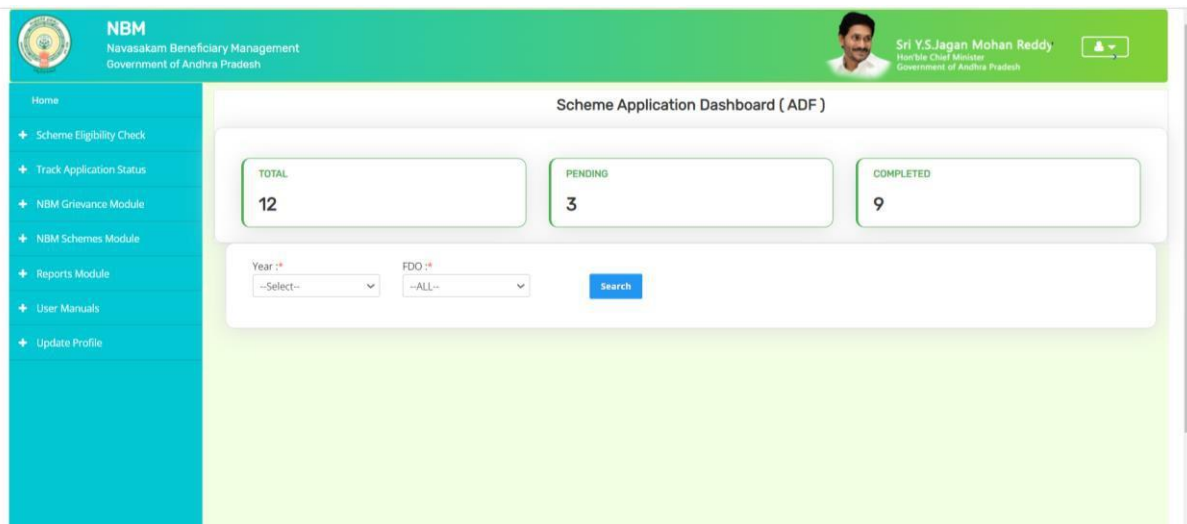 NBM
Navasakam Beneficiary Management
Government of Andhra Pradesh
Sri Y.S.Jagan Mohan Reddy
Hon'ble Chief Minister
Government of Andhra Pradesh
Home
Scheme Eligibility Check
Track Application Status
NBM Grievance Module
NBM Schemes Module
Reports Module
User Manuals
Update Profile
Scheme Application Dashboard ( ADF )
TOTAL
12
PENDING
3
COMPLETED
9
Year :*
--Select--
FDO :*
--ALL--
Search